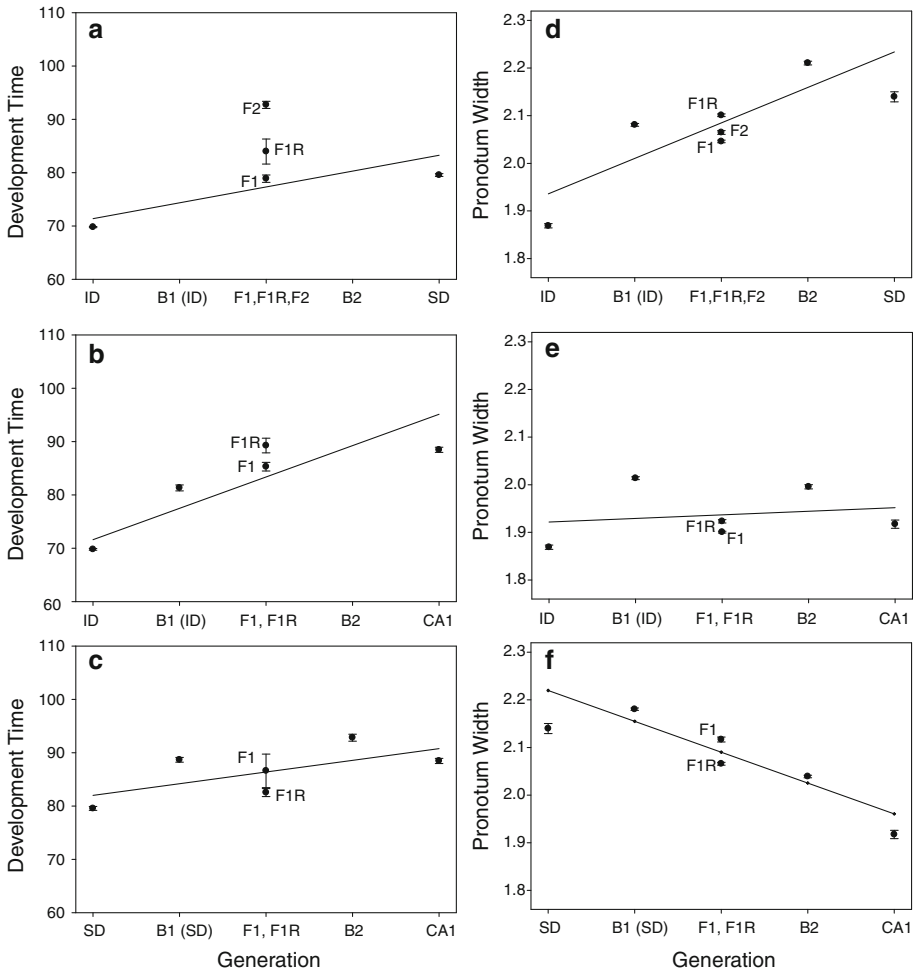 a
Development Time
110
100
90
80
70
60
F2
F1R
F1
ID
B1 (ID)
F1,F1R,F2
B2
SD
d
Pronotum Width
2.3
2.2
2.1
2.0
1.9
1.8
F1R
F2
F1
ID
B1 (ID)
F1,F1R,F2
B2
SD
b
Development Time
110
100
90
80
70
60
F1R
F1
ID
B1 (ID)
F1, F1R
B2
CA1
e
Pronotum Width
2.3
2.2
2.1
2.0
1.9
1.8
F1R
F1
ID
B1 (ID)
F1, F1R
B2
CA1
c
Development Time
110
100
90
80
70
60
F1
F1R
SD
B1 (SD)
F1, F1R
B2
CA1
Generation
f
Pronotum Width
2.3
2.2
2.1
2.0
1.9
1.8
F1
F1R
SD
B1 (SD)
F1, F1R
B2
CA1
Generation